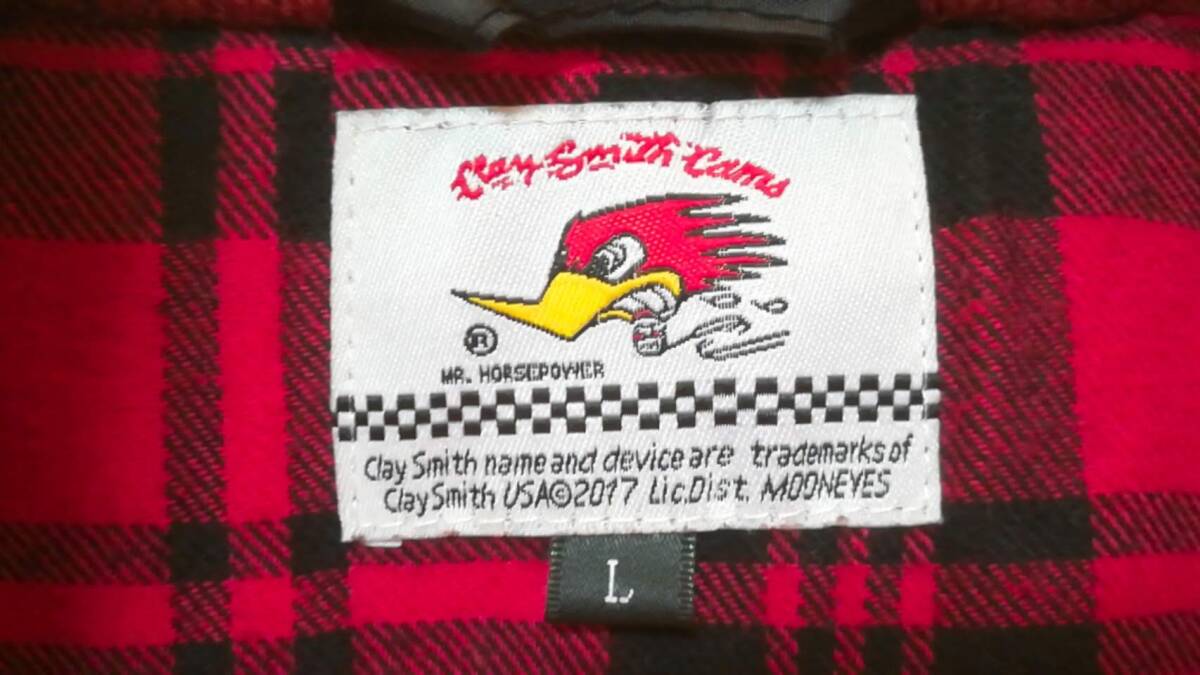 Clay Smith Cams
®
MR. HORSEPOWER
Clay Smith name and device are trademarks of
Clay Smith USA©2017 Lic.Dist. MOONEYES
L